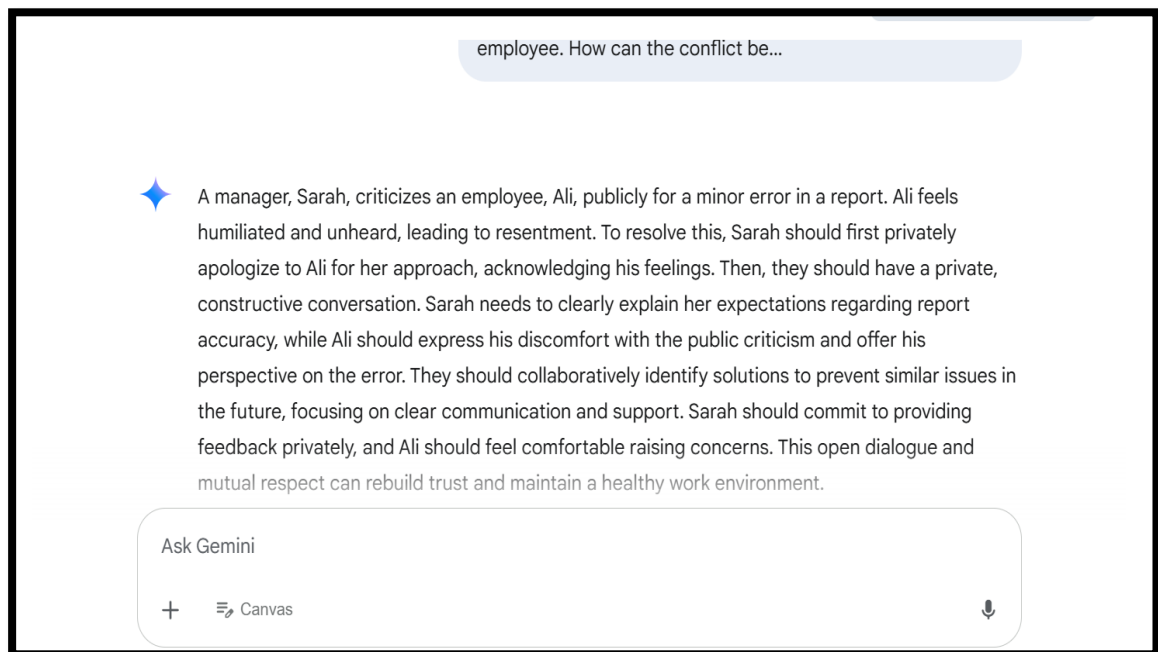 employee. How can the conflict be...
A manager, Sarah, criticizes an employee, Ali, publicly for a minor error in a report. Ali feels
humiliated and unheard, leading to resentment. To resolve this, Sarah should first privately
apologize to Ali for her approach, acknowledging his feelings. Then, they should have a private,
constructive conversation. Sarah needs to clearly explain her expectations regarding report
accuracy, while Ali should express his discomfort with the public criticism and offer his
perspective on the error. They should collaboratively identify solutions to prevent similar issues in
the future, focusing on clear communication and support. Sarah should commit to providing
feedback privately, and Ali should feel comfortable raising concerns. This open dialogue and
mutual respect can rebuild trust and maintain a healthy work environment.
Ask Gemini
Canvas